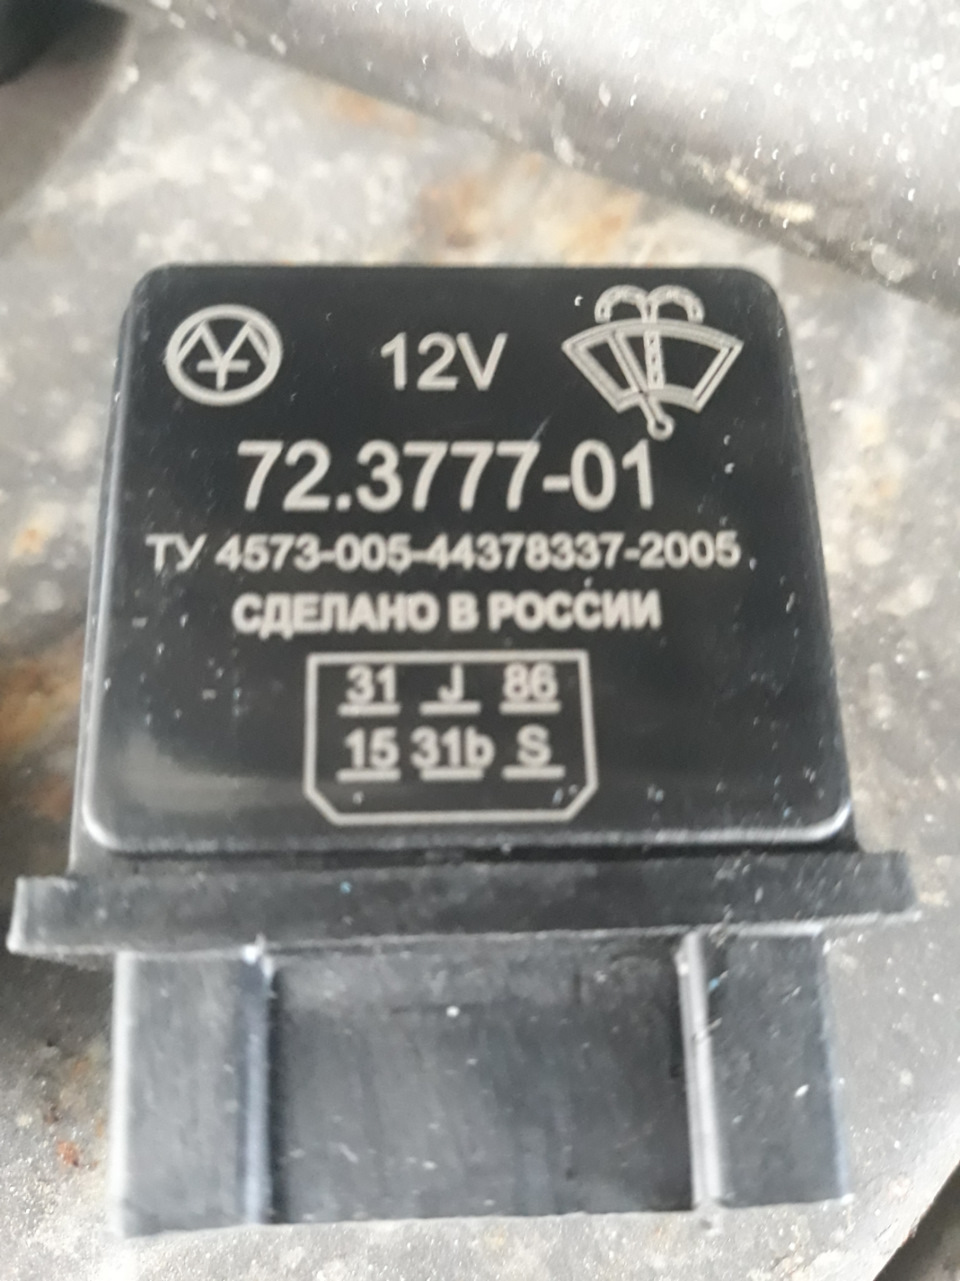 12V
72.3777-01
ТУ 4573-005-44378337-2005
СДЕЛАНО В РОССИИ
31 J 86
15 31b S